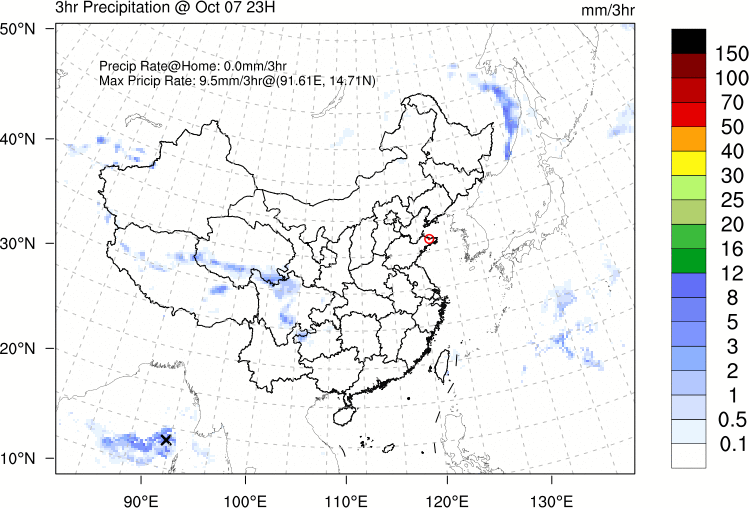 3hr Precipitation @ Oct 07 23H
mm/3hr
Precip Rate@Home: 0.0mm/3hr
Max Pricip Rate: 9.5mm/3hr@(91.61E, 14.71N)
50°N
40°N
30°N
20°N
10°N
90°E
100°E
110°E
120°E
130°E
150
100
70
50
40
30
25
20
16
12
8
5
3
2
1
0.5
0.1